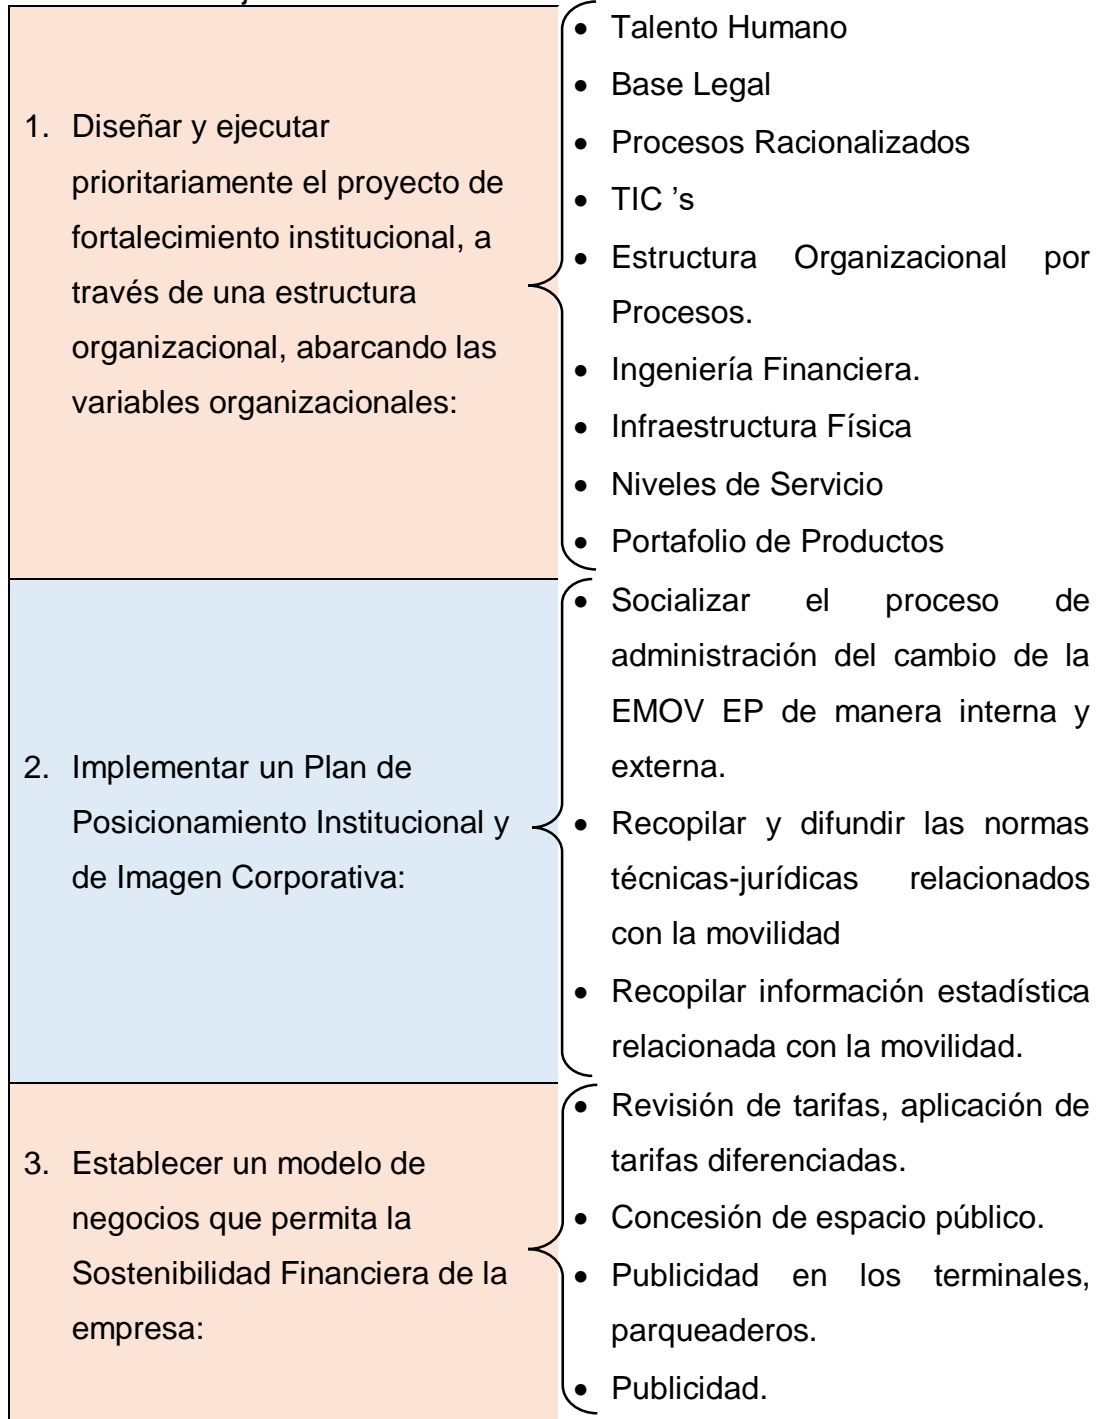 1. Diseñar y ejecutar
prioritariamente el proyecto de
fortalecimiento institucional, a
través de una estructura
organizacional, abarcando las
variables organizacionales:
• Talento Humano
• Base Legal
• Procesos Racionalizados
• TIC ’s
• Estructura Organizacional por
Procesos.
• Ingeniería Financiera.
• Infraestructura Física
• Niveles de Servicio
• Portafolio de Productos
2. Implementar un Plan de
Posicionamiento Institucional y
de Imagen Corporativa:
• Socializar el proceso de
administración del cambio de la
EMOV EP de manera interna y
externa.
• Recopilar y difundir las normas
técnicas-jurídicas relacionados
con la movilidad
• Recopilar información estadística
relacionada con la movilidad.
3. Establecer un modelo de
negocios que permita la
Sostenibilidad Financiera de la
empresa:
• Revisión de tarifas, aplicación de
tarifas diferenciadas.
• Concesión de espacio público.
• Publicidad en los terminales,
parqueaderos.
• Publicidad.